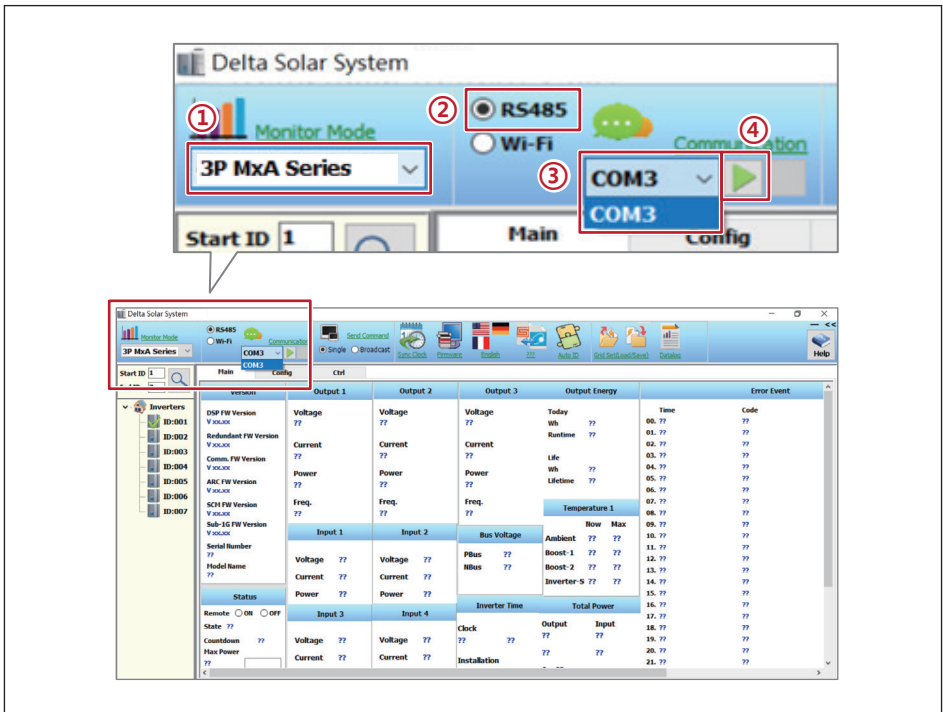 Delta Solar System
①
Monitor Mode
3P MxA Series
②
RS485
Wi-Fi
④
Communication
③
COM3
COM3
Start ID 1
Main
Config
Delta Solar System
Monitor Mode
3P MxA Series
RS485
Wi-Fi
Communication
COM3
COM3
Send Command
Single Broadcast
Sync Clock
Firmware
English
???
Auto ID
Grid Set(Load/Save)
Datalog
<<
Help
Start ID 1
Main Config Ctrl
Inverters
ID:001
ID:002
ID:003
ID:004
ID:005
ID:006
ID:007
Version
DSP FW Version
V xx.xx
Redundant FW Version
V xx.xx
Comm. FW Version
V xx.xx
ARC FW Version
V xx.xx
SCM FW Version
V xx.xx
Sub-1G FW Version
V xx.xx
Serial Number
??
Model Name
??
Status
Remote ON OFF
State ??
Countdown ??
Max Power
??
Output 1
Voltage
??
Current
??
Power
??
Freq.
??
Output 2
Voltage
??
Current
??
Power
??
Freq.
??
Output 3
Voltage
??
Current
??
Power
??
Freq.
??
Input 1
Voltage ??
Current ??
Power ??
Input 2
Voltage ??
Current ??
Power ??
Input 3
Voltage ??
Current ??
Input 4
Voltage ??
Current ??
Bus Voltage
PBus ??
NBus ??
Inverter Time
Clock
?? ??
Installation
Output Energy
Today
Wh ??
Runtime ??
Life
Wh ??
Lifetime ??
Temperature 1
Now Max
Ambient ?? ??
Boost-1 ?? ??
Boost-2 ?? ??
Inverter-S ?? ??
Total Power
Output Input
?? ??
?? ??
Error Event
Time Code
00. ?? ??
01. ?? ??
02. ?? ??
03. ?? ??
04. ?? ??
05. ?? ??
06. ?? ??
07. ?? ??
08. ?? ??
09. ?? ??
10. ?? ??
11. ?? ??
12. ?? ??
13. ?? ??
14. ?? ??
15. ?? ??
16. ?? ??
17. ?? ??
18. ?? ??
19. ?? ??
20. ?? ??
21. ?? ??